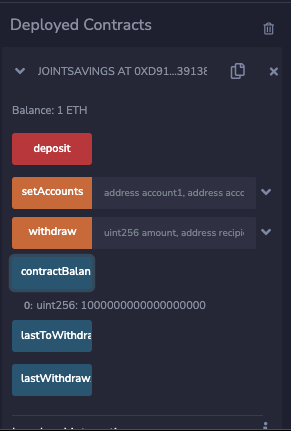 Deployed Contracts
JOINTSAVINGS AT 0XD91...39138
Balance: 1 ETH
deposit
setAccounts address account1, address acco
withdraw uint256 amount, address recipi
contractBalan
0: uint256: 1000000000000000000
lastToWithdra
lastWithdraw